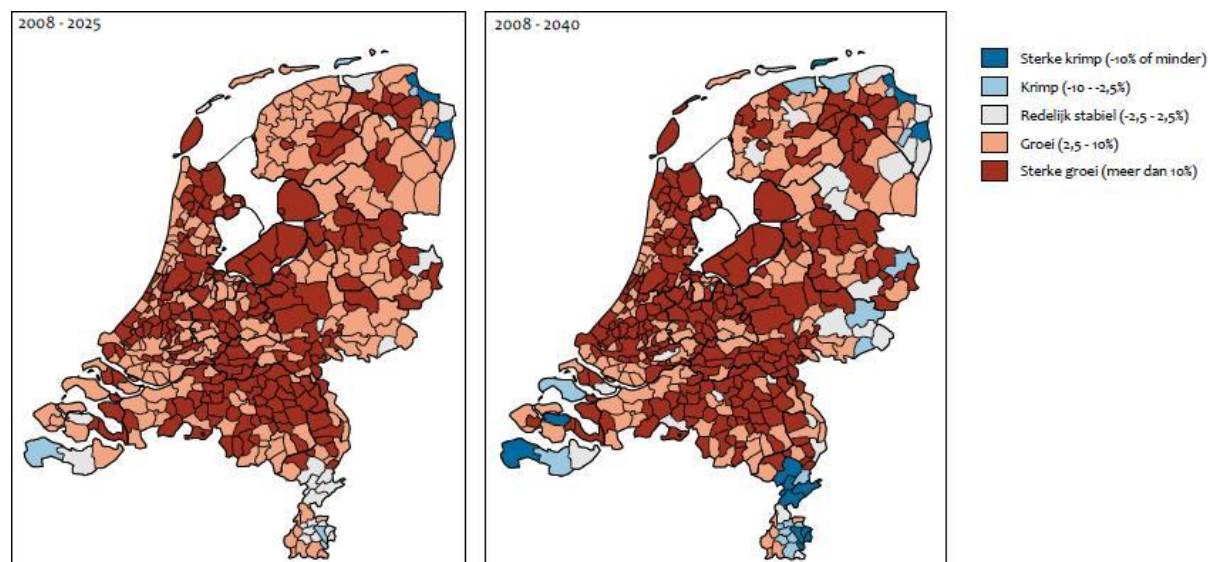 2008 - 2025
2008 - 2040
Sterke krimp (-10% of minder)
Krimp (-10 - -2,5%)
Redelijk stabiel (-2,5 - 2,5%)
Groei (2,5 - 10%)
Sterke groei (meer dan 10%)